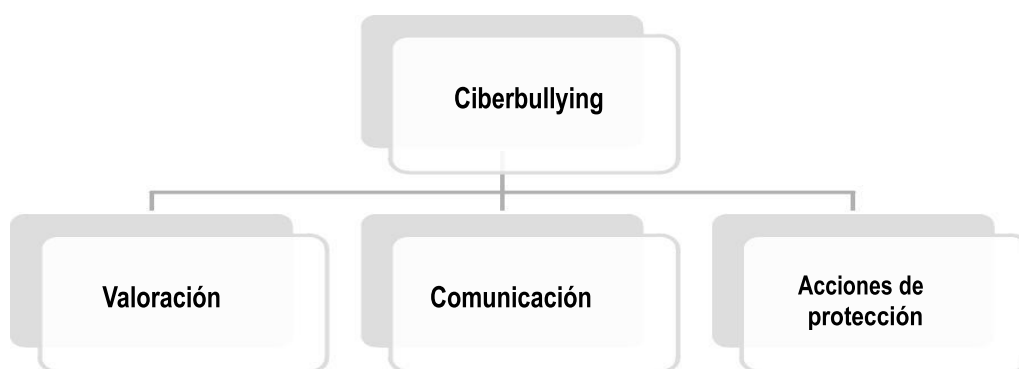 Ciberbullying
Valoración
Comunicación
Acciones de
protección